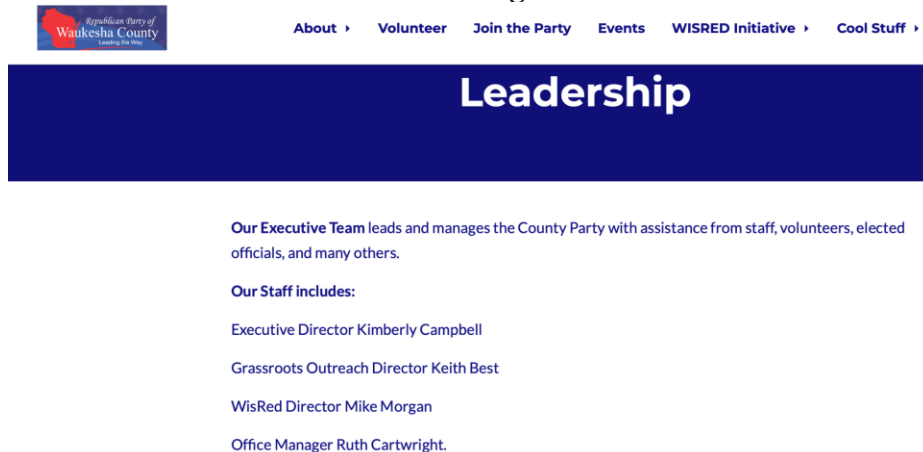 Republican Party of
Waukesha County
Leading the Way
About
Volunteer
Join the Party
Events
WISRED Initiative
Cool Stuff
Leadership
Our Executive Team leads and manages the County Party with assistance from staff, volunteers, elected
officials, and many others.
Our Staff includes:
Executive Director Kimberly Campbell
Grassroots Outreach Director Keith Best
WisRed Director Mike Morgan
Office Manager Ruth Cartwright.